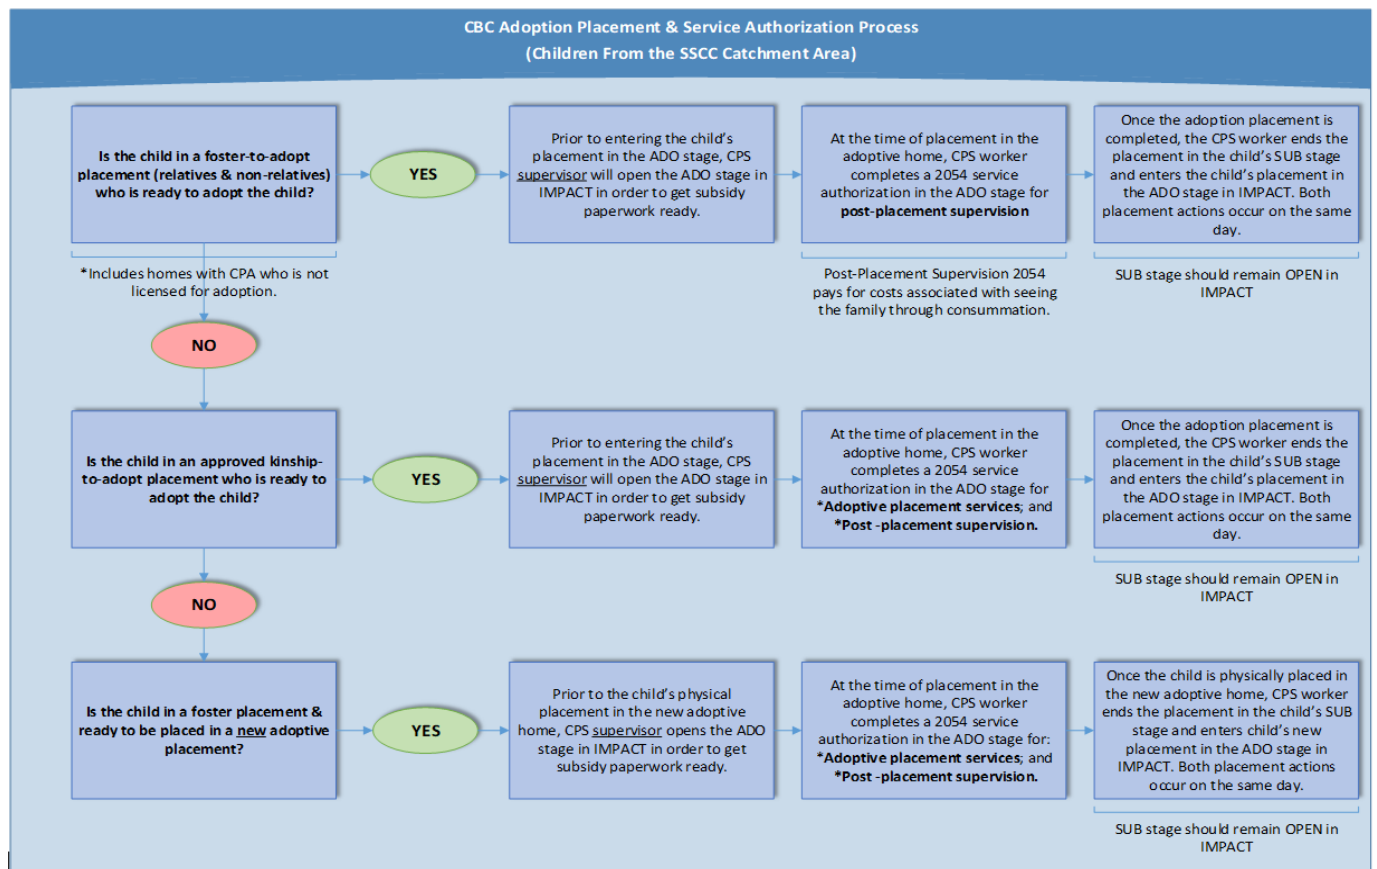 CBC Adoption Placement & Service Authorization Process
(Children From the SSCC Catchment Area)
Is the child in a foster-to-adopt
placement (relatives & non-relatives)
who is ready to adopt the child?
YES
Prior to entering the child's
placement in the ADO stage, CPS
supervisor will open the ADO stage in
IMPACT in order to get subsidy
paperwork ready.
At the time of placement in the
adoptive home, CPS worker
completes a 2054 service
authorization in the ADO stage for
post-placement supervision
Once the adoption placement is
completed, the CPS worker ends the
placement in the child's SUB stage
and enters the child's placement in
the ADO stage in IMPACT. Both
placement actions occur on the same
day.
*Includes homes with CPA who is not
licensed for adoption.
Post-Placement Supervision 2054
pays for costs associated with seeing
the family through consummation.
SUB stage should remain OPEN in
IMPACT
NO
Is the child in an approved kinship-
to-adopt placement who is ready to
adopt the child?
YES
Prior to entering the child's
placement in the ADO stage, CPS
supervisor will open the ADO stage in
IMPACT in order to get subsidy
paperwork ready.
At the time of placement in the
adoptive home, CPS worker
completes a 2054 service
authorization in the ADO stage for
*Adoptive placement services; and
*Post -placement supervision.
Once the adoption placement is
completed, the CPS worker ends the
placement in the child's SUB stage
and enters the child's placement in
the ADO stage in IMPACT. Both
placement actions occur on the same
day.
SUB stage should remain OPEN in
IMPACT
NO
Is the child in a foster placement &
ready to be placed in a new adoptive
placement?
YES
Prior to the child's physical
placement in the new adoptive
home, CPS supervisor opens the ADO
stage in IMPACT in order to get
subsidy paperwork ready.
At the time of placement in the
adoptive home, CPS worker
completes a 2054 service
authorization in the ADO stage for:
*Adoptive placement services; and
*Post -placement supervision.
Once the child is physically placed in
the new adoptive home, CPS worker
ends the placement in the child's SUB
stage and enters child's new
placement in the ADO stage in
IMPACT. Both placement actions
occur on the same day.
SUB stage should remain OPEN in
IMPACT